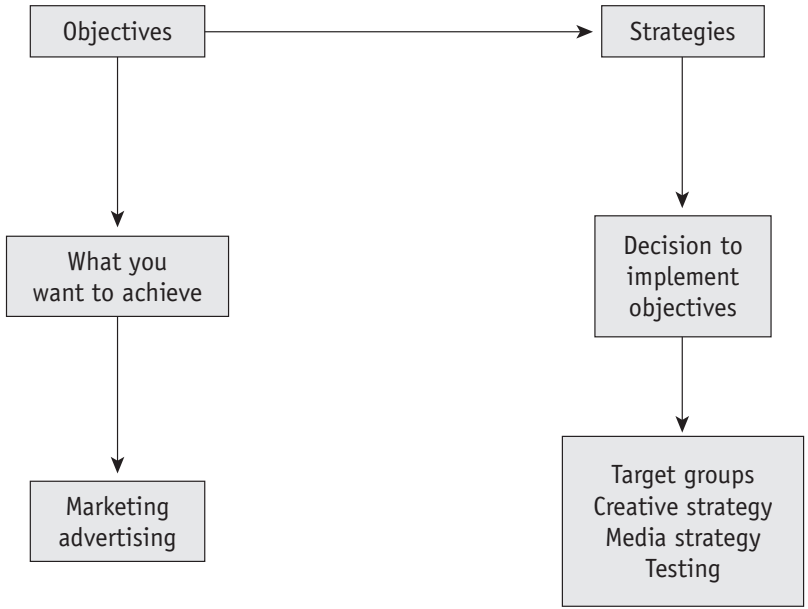 Objectives
Strategies
What you
want to achieve
Decision to
implement
objectives
Marketing
advertising
Target groups
Creative strategy
Media strategy
Testing